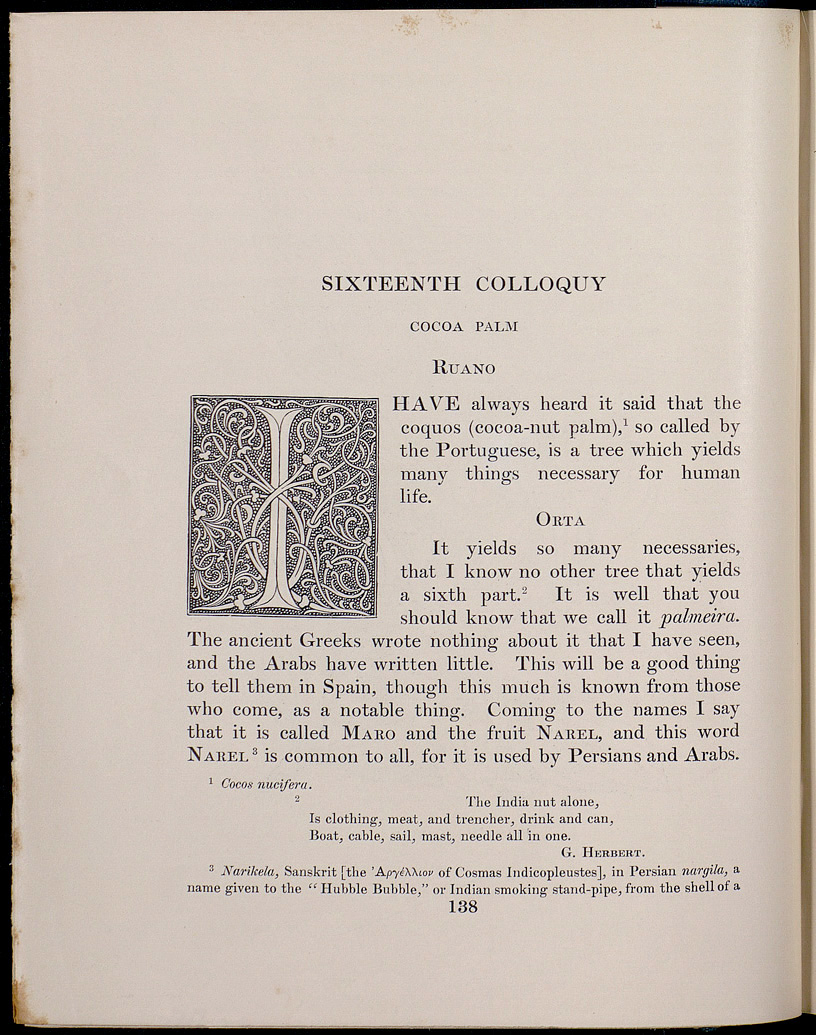 SIXTEENTH COLLOQUY
COCOA PALM
RUANO
I HAVE always heard it said that the
coquos (cocoa-nut palm),¹ so called by
the Portuguese, is a tree which yields
many things necessary for human
life.
ORTA
It yields so many necessaries,
that I know no other tree that yields
a sixth part.² It is well that you
should know that we call it palmeira.
The ancient Greeks wrote nothing about it that I have seen,
and the Arabs have written little. This will be a good thing
to tell them in Spain, though this much is known from those
who come, as a notable thing. Coming to the names I say
that it is called MARO and the fruit NAREL, and this word
NAREL³ is common to all, for it is used by Persians and Arabs.
¹ Cocos nucifera.
² The India nut alone,
Is clothing, meat, and trencher, drink and can,
Boat, cable, sail, mast, needle all in one.
G. HERBERT.
³ Narikela, Sanskrit [the Ἀργέλλιον of Cosmas Indicopleustes], in Persian nargila, a
name given to the “Hubble Bubble,” or Indian smoking stand-pipe, from the shell of a
138